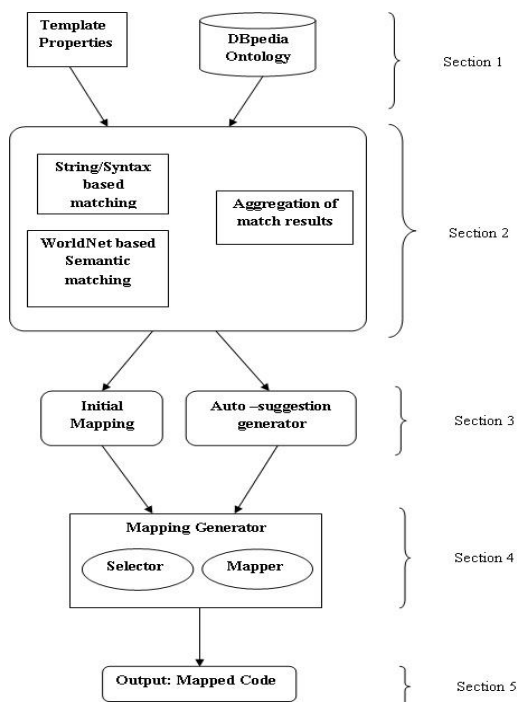 Template
Properties
DBpedia
Ontology
Section 1
String/Syntax
based
matching
Aggregation of
match results
WorldNet based
Semantic
matching
Section 2
Initial
Mapping
Auto –suggestion
generator
Section 3
Mapping Generator
Selector
Mapper
Section 4
Output: Mapped Code
Section 5